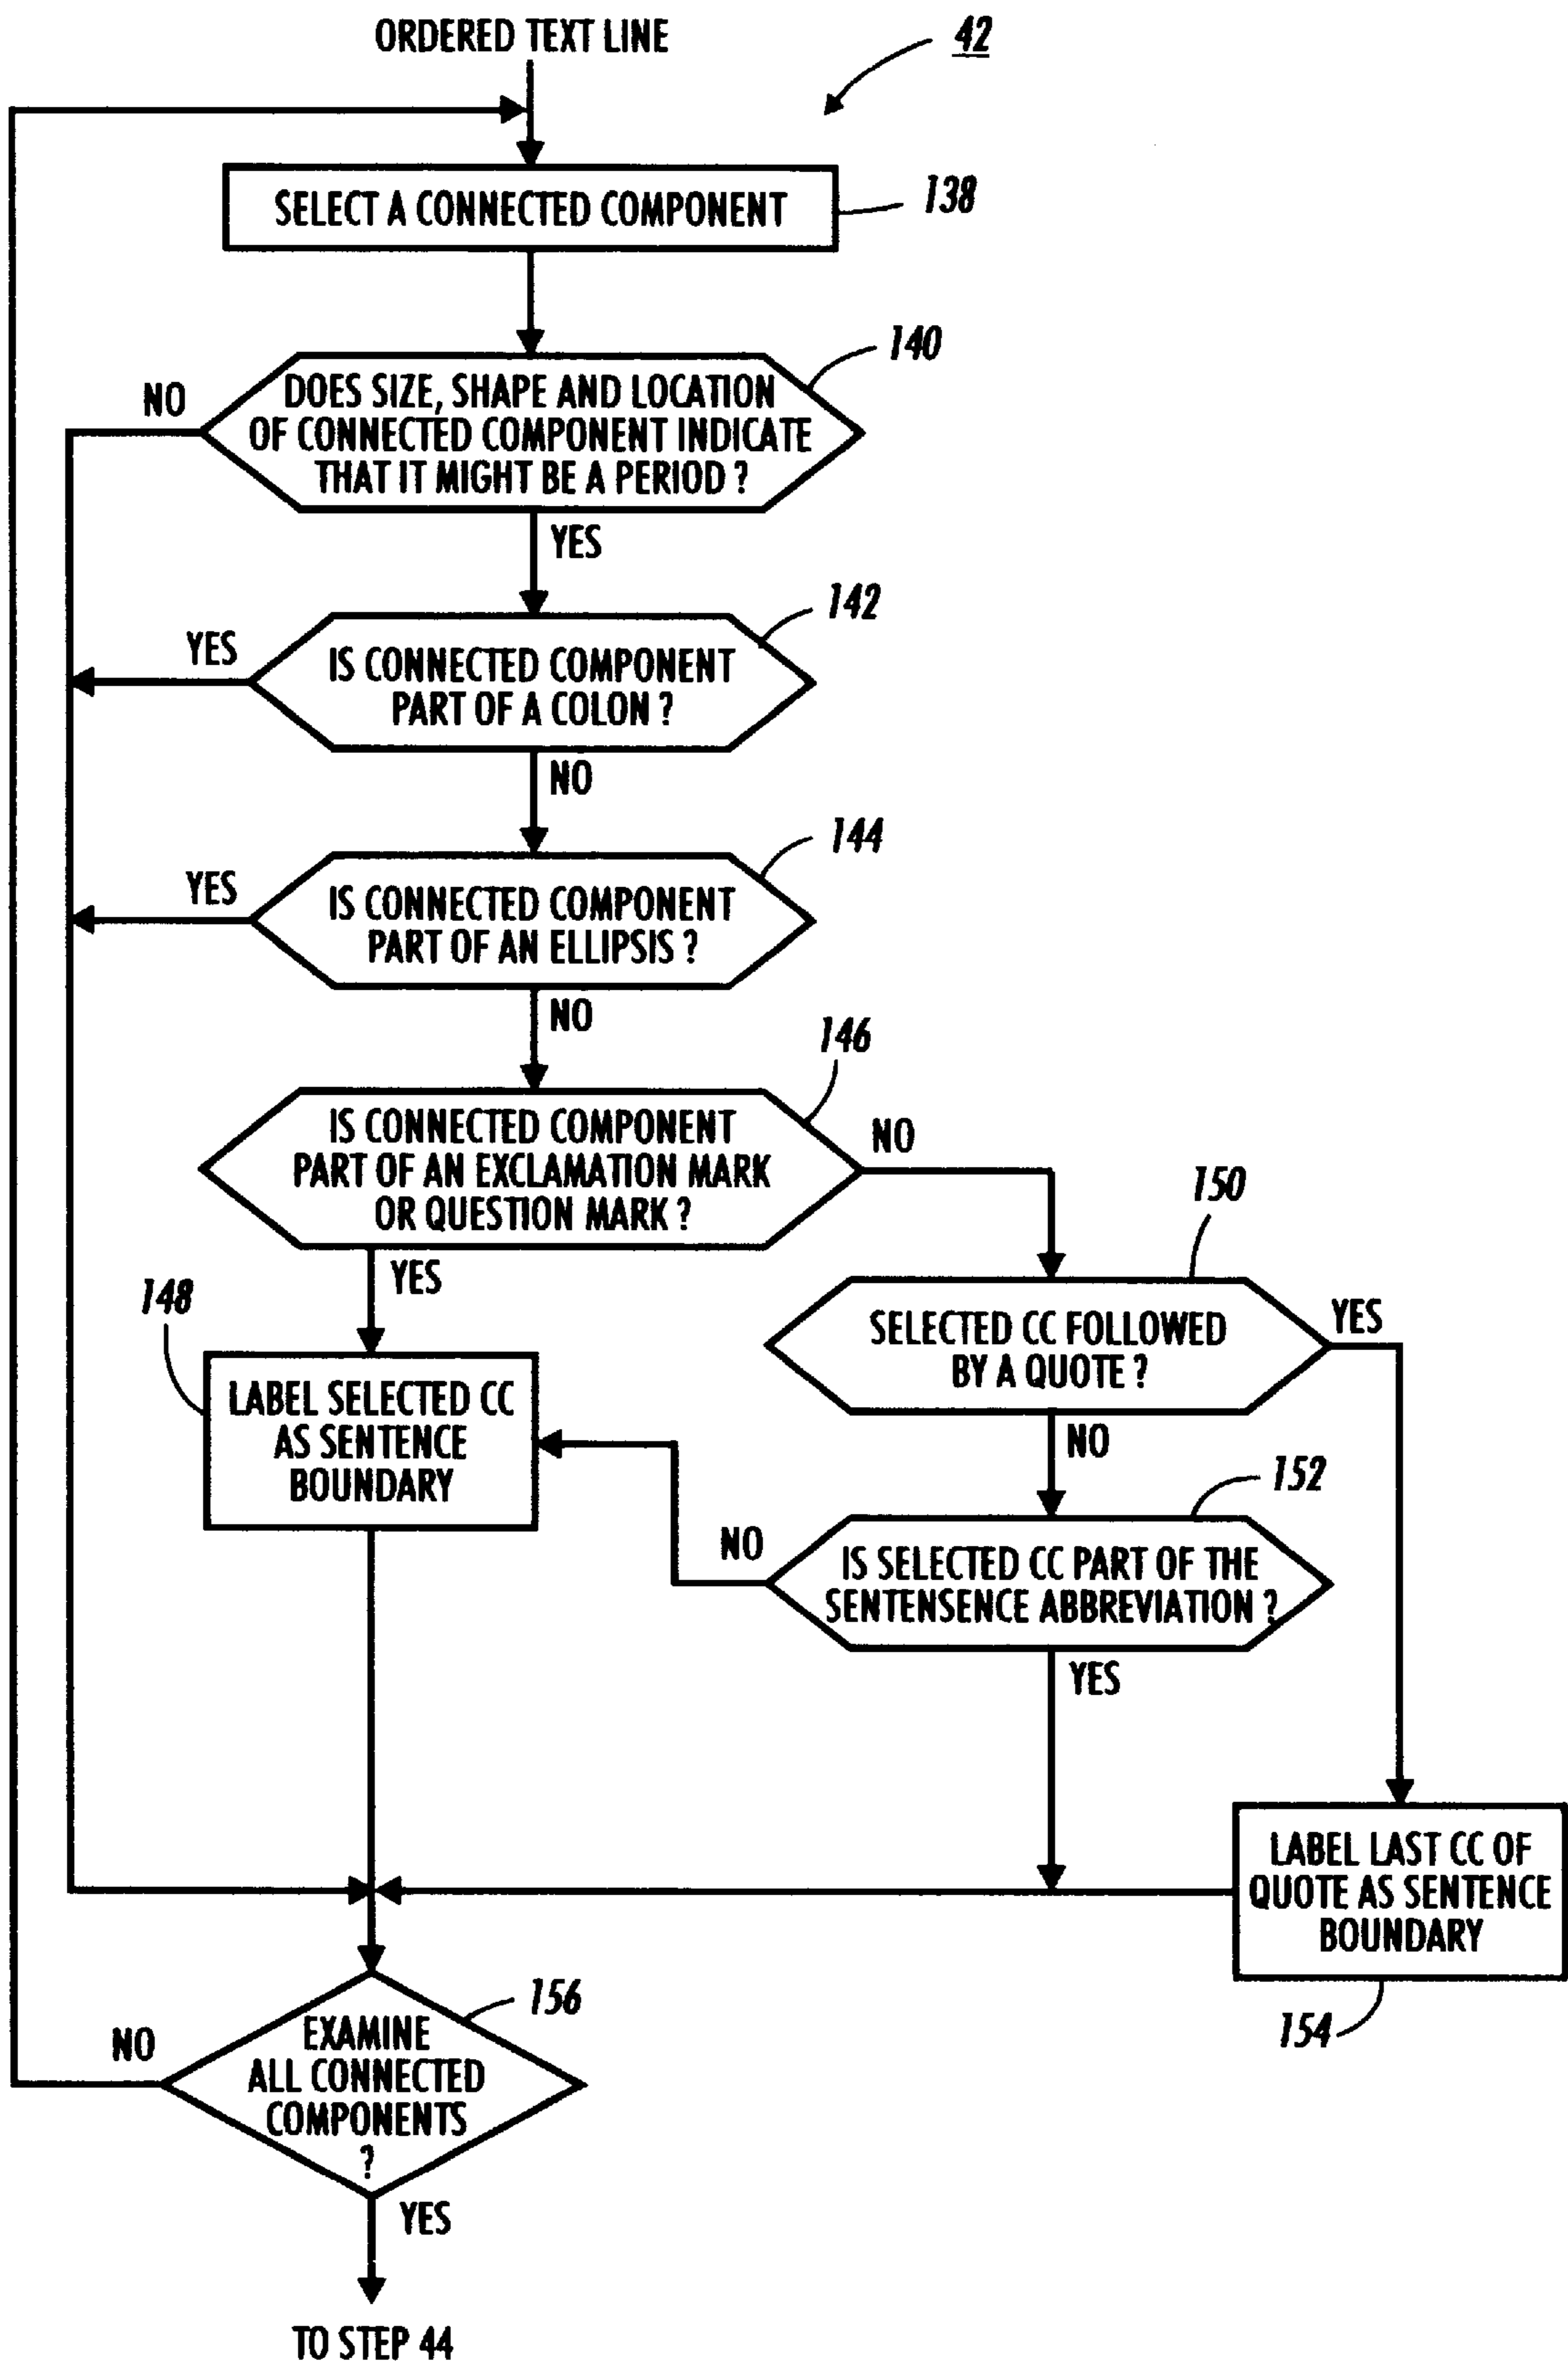 ORDERED TEXT LINE
42
SELECT A CONNECTED COMPONENT
138
140
NO
DOES SIZE, SHAPE AND LOCATION
OF CONNECTED COMPONENT INDICATE
THAT IT MIGHT BE A PERIOD ?
YES
142
YES
IS CONNECTED COMPONENT
PART OF A COLON ?
NO
144
YES
IS CONNECTED COMPONENT
PART OF AN ELLIPSIS ?
NO
146
IS CONNECTED COMPONENT
PART OF AN EXCLAMATION MARK
OR QUESTION MARK ?
NO
150
YES
148
SELECTED CC FOLLOWED
BY A QUOTE ?
YES
LABEL SELECTED CC
AS SENTENCE
BOUNDARY
NO
152
NO
IS SELECTED CC PART OF THE
SENTENSENCE ABBREVIATION ?
YES
LABEL LAST CC OF
QUOTE AS SENTENCE
BOUNDARY
154
156
NO
EXAMINE
ALL CONNECTED
COMPONENTS
?
YES
TO STEP 44